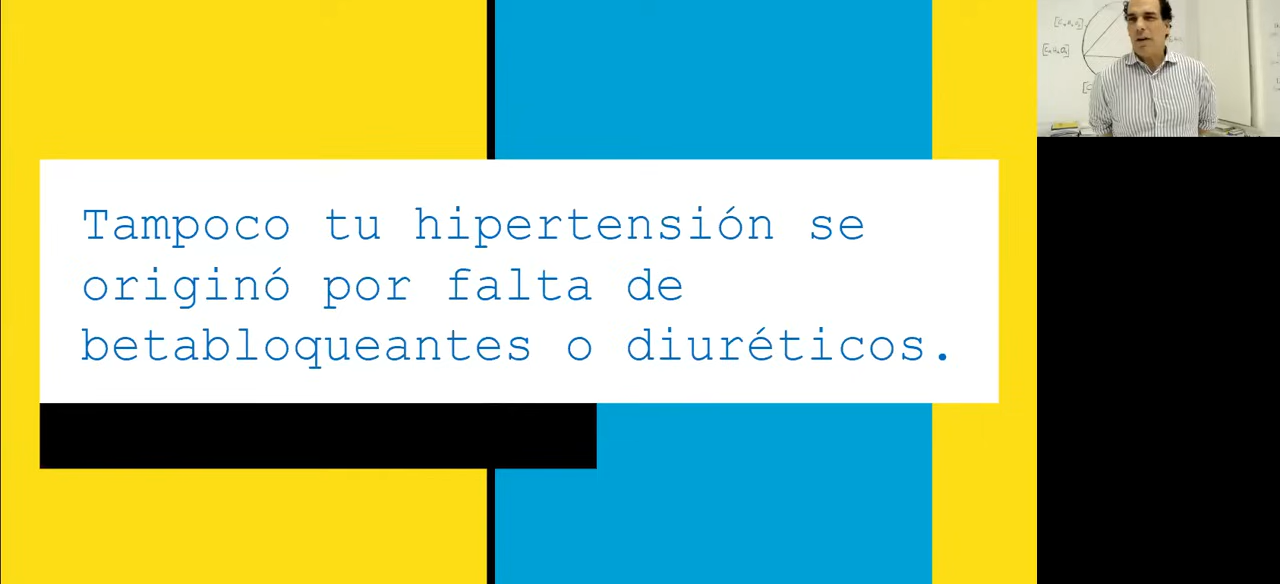 Tampoco tu hipertensión se
originó por falta de
betabloqueantes o diuréticos.